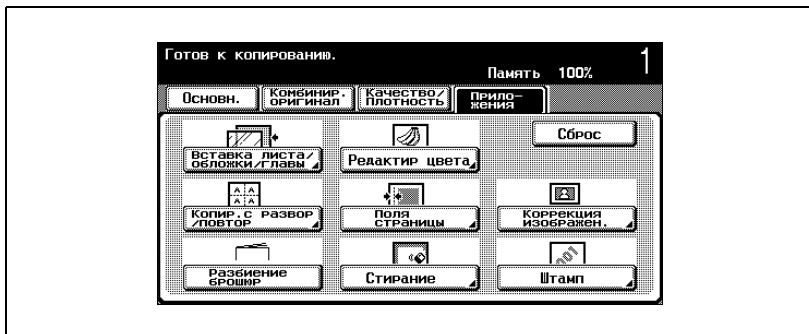 Готов к копированию.
1
Память 100%
Основн.
Комбинир.
оригинал
Качество/
Плотность
Прило-
жения
Сброс
Вставка листа/
обложки/главы
Редактир цвета
A A
A A
Копир.с развор
/повтор
Поля
страницы
Коррекция
изображен.
Разбиение
брошюр
Стирание
001
Штамп